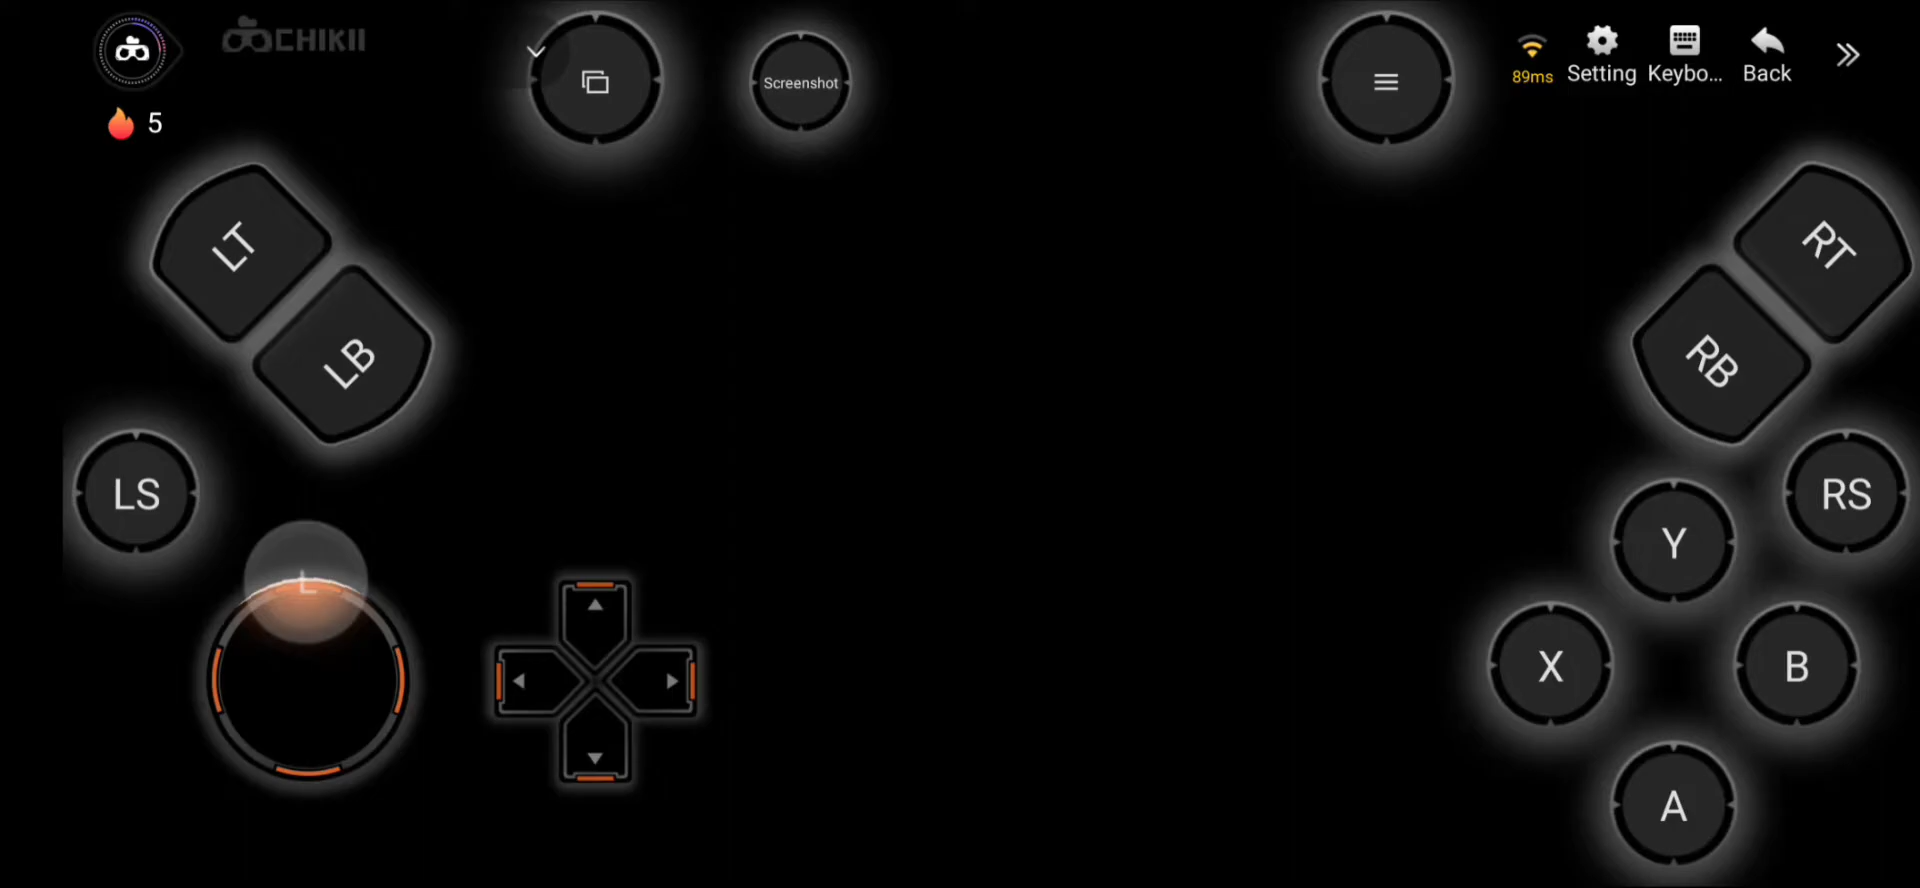 CHIKII
Screenshot
89ms
Setting
Keybo...
Back
5
LT
LB
RT
RB
LS
RS
L
Y
X
B
A